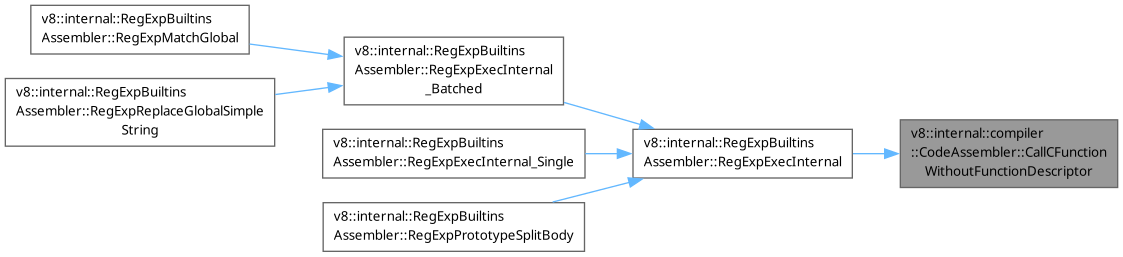 v8::internal::RegExpBuiltins
Assembler::RegExpMatchGlobal
v8::internal::RegExpBuiltins
Assembler::RegExpReplaceGlobalSimple
String
v8::internal::RegExpBuiltins
Assembler::RegExpExecInternal
_Batched
v8::internal::RegExpBuiltins
Assembler::RegExpExecInternal_Single
v8::internal::RegExpBuiltins
Assembler::RegExpPrototypeSplitBody
v8::internal::RegExpBuiltins
Assembler::RegExpExecInternal
v8::internal::compiler
::CodeAssembler::CallCFunction
WithoutFunctionDescriptor